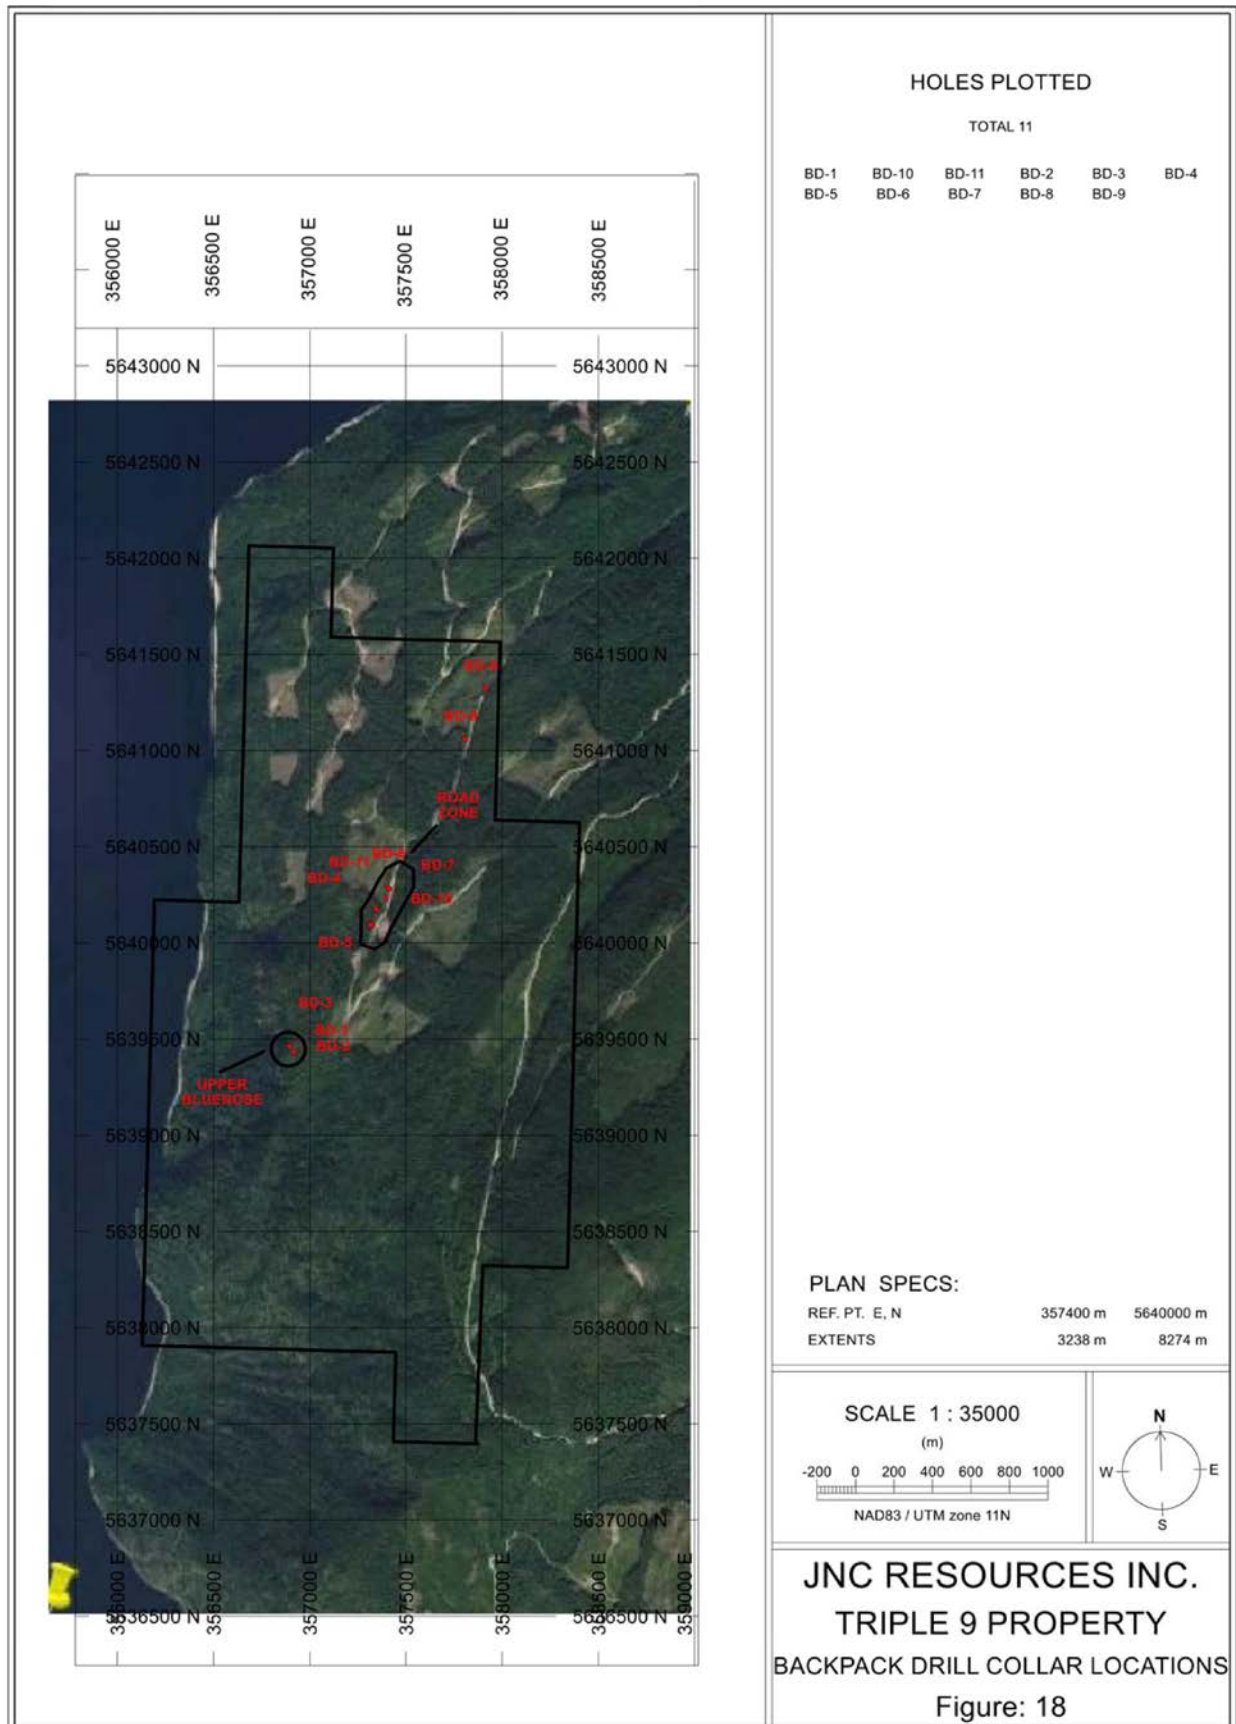 HOLES PLOTTED
TOTAL 11
BD-1 BD-10 BD-11 BD-2 BD-3 BD-4
BD-5 BD-6 BD-7 BD-8 BD-9
356000 E 356500 E 357000 E 357500 E 358000 E 358500 E
5643000 N 5643000 N
5642500 N 5642500 N
5642000 N 5642000 N
5641500 N 5641500 N
5641000 N 5641000 N
ROAD
ZONE
5640500 N 5640500 N
BD-11
BD-7
BD-4
BD-10
5640000 N 5640000 N
BD-5
BD-3
5639500 N 5639500 N
UPPER
BLUENOSE
5639000 N 5639000 N
5638500 N 5638500 N
5638000 N 5638000 N
5637500 N 5637500 N
5637000 N 5637000 N
356000 E 356500 E 357000 E 357500 E 358000 E 358500 E 359000 E
5636500 N 5636500 N
PLAN SPECS:
REF. PT. E, N 357400 m 5640000 m
EXTENTS 3238 m 8274 m
SCALE 1 : 35000
(m)
-200 0 200 400 600 800 1000
NAD83 / UTM zone 11N
N
W E
S
JNC RESOURCES INC.
TRIPLE 9 PROPERTY
BACKPACK DRILL COLLAR LOCATIONS
Figure: 18